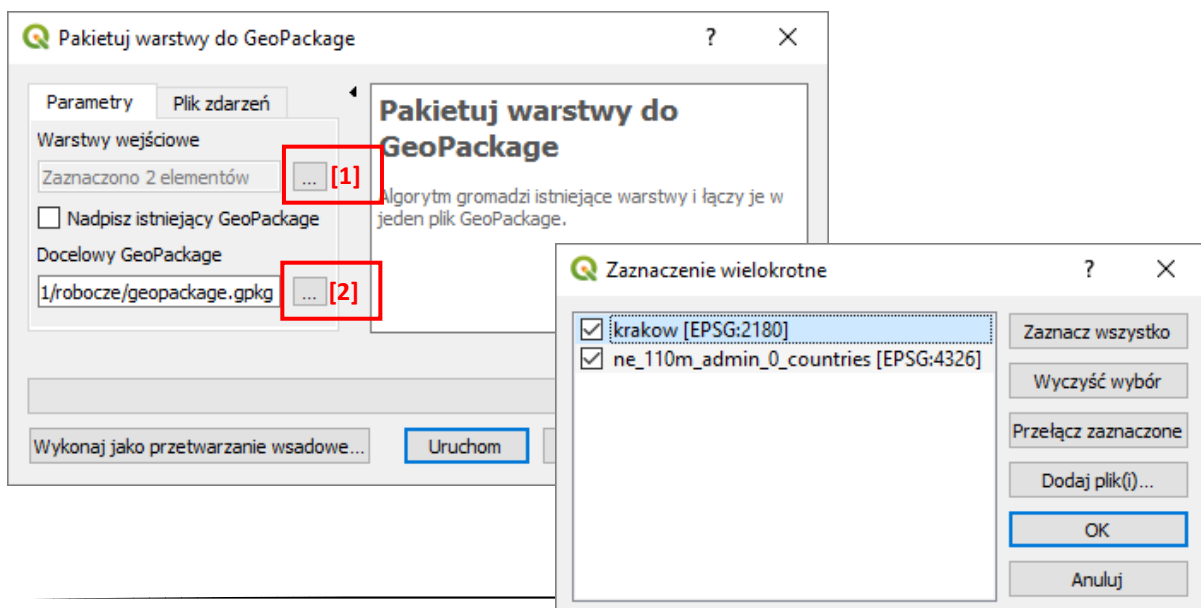 Pakietuj warstwy do GeoPackage
?
Parametry
Plik zdarzeń
Warstwy wejściowe
Zaznaczono 2 elementów
...
[1]
Nadpisz istniejący GeoPackage
Docelowy GeoPackage
1/robocze/geopackage.gpkg
...
[2]
Pakietuj warstwy do
GeoPackage
Algorytm gromadzi istniejące warstwy i łączy je w
jeden plik GeoPackage.
Wykonaj jako przetwarzanie wsadowe...
Uruchom
Zaznaczenie wielokrotne
?
krakow [EPSG:2180]
ne_110m_admin_0_countries [EPSG:4326]
Zaznacz wszystko
Wyczyść wybór
Przełącz zaznaczone
Dodaj plik(i)...
OK
Anuluj